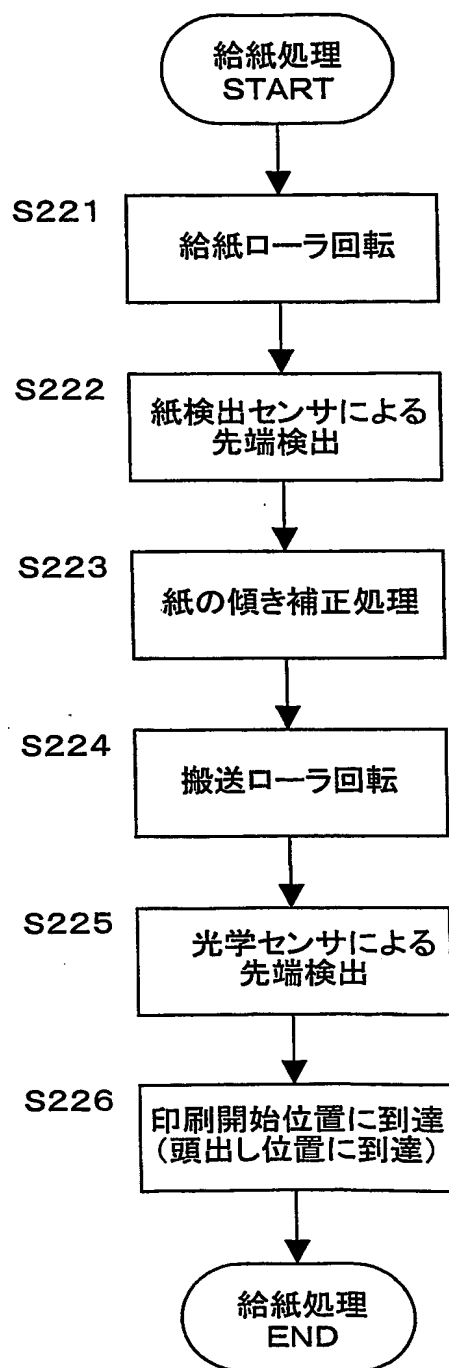 給紙処理
START
S221
給紙ローラ回転
S222
紙検出センサによる
先端検出
S223
紙の傾き補正処理
S224
搬送ローラ回転
S225
光学センサによる
先端検出
S226
印刷開始位置に到達
(頭出し位置に到達)
給紙処理
END